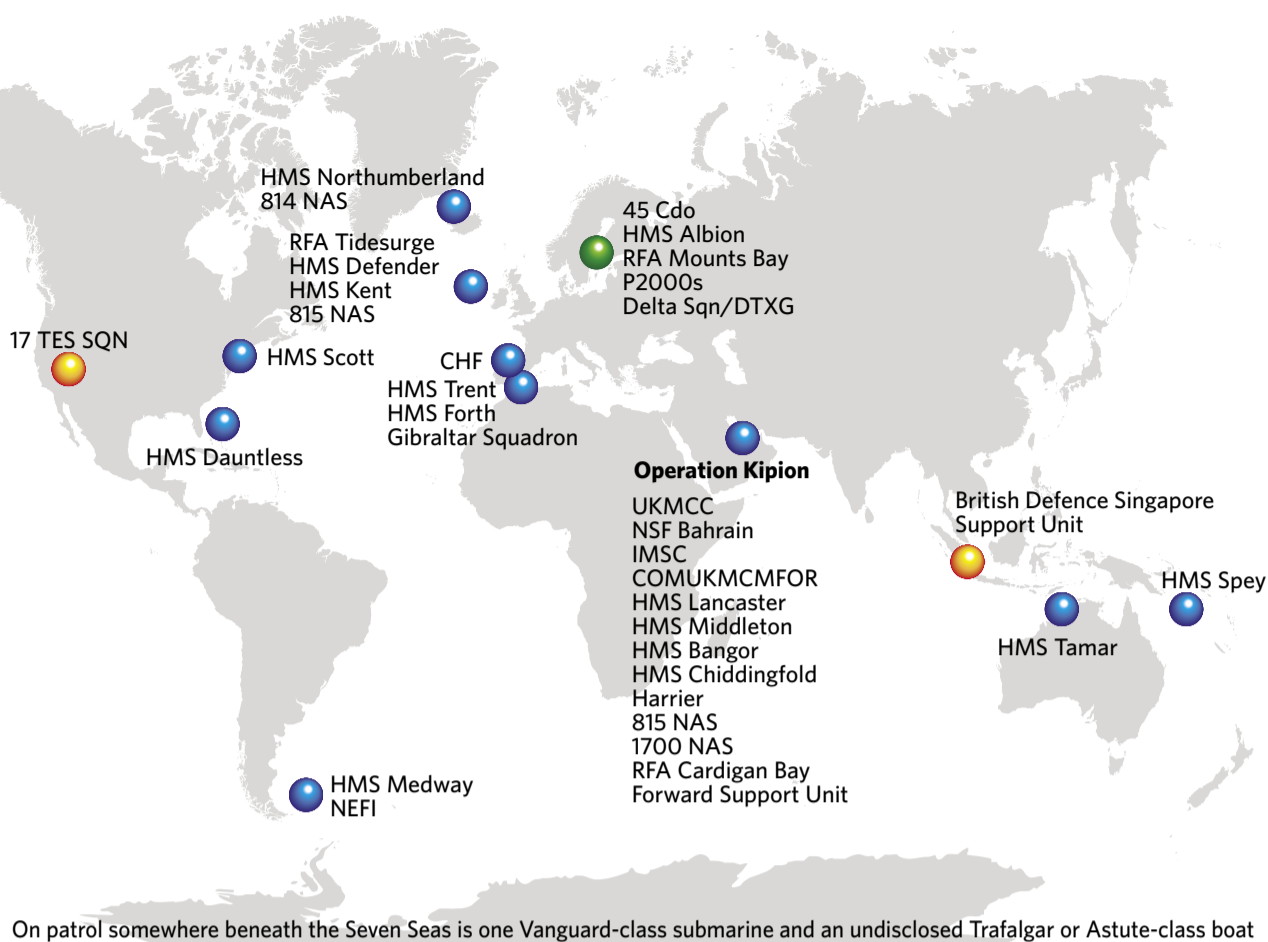 HMS Northumberland
814 NAS
RFA Tidesurge
HMS Defender
HMS Kent
815 NAS
45 Cdo
HMS Albion
RFA Mounts Bay
P2000s
Delta Sqn/DTXG
17 TES SQN
HMS Scott
CHF
HMS Trent
HMS Forth
Gibraltar Squadron
HMS Dauntless
Operation Kipion
UKMCC
NSF Bahrain
IMSC
COMUKMCMFOR
HMS Lancaster
HMS Middleton
HMS Bangor
HMS Chiddingfold
Harrier
815 NAS
1700 NAS
RFA Cardigan Bay
Forward Support Unit
British Defence Singapore
Support Unit
HMS Spey
HMS Tamar
HMS Medway
NEFI
On patrol somewhere beneath the Seven Seas is one Vanguard-class submarine and an undisclosed Trafalgar or Astute-class boat